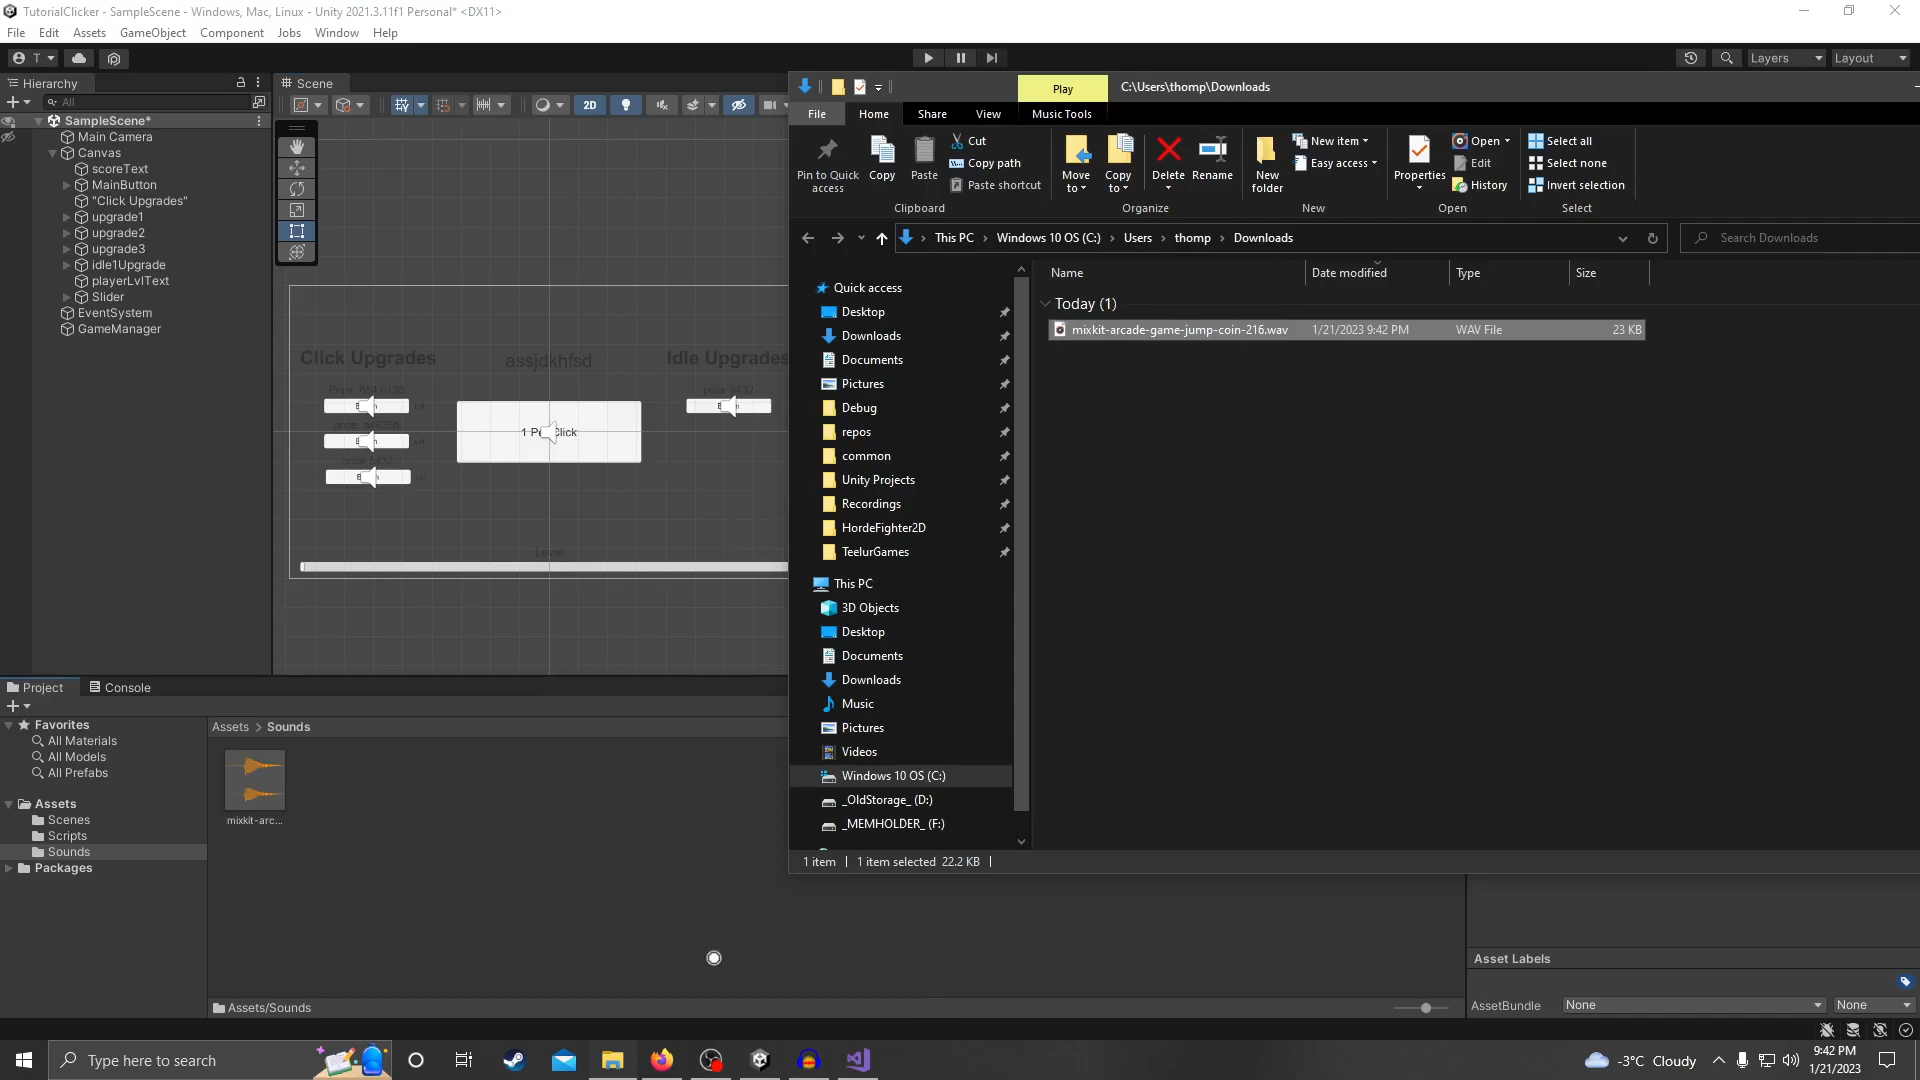 TutorialClicker - SampleScene - Windows, Mac, Linux - Unity 2021.3.11f1 Personal* <DX11>
File Edit Assets GameObject Component Jobs Window Help
T
Layers Layout
Hierarchy
All
SampleScene*
Main Camera
Canvas
scoreText
MainButton
"Click Upgrades"
upgrade1
upgrade2
upgrade3
idle1Upgrade
playerLvlText
Slider
EventSystem
GameManager
Scene
2D
Click Upgrades
assjdkhfsd
Idle Upgrades
Level
Play
C:\Users\thomp\Downloads
File Home Share View Music Tools
Pin to Quick access
Copy
Paste
Cut
Copy path
Paste shortcut
Clipboard
Move to
Copy to
Delete
Rename
Organize
New folder
New item
Easy access
New
Properties
Open
Edit
History
Open
Select all
Select none
Invert selection
Select
This PC Windows 10 OS (C:) Users thomp Downloads
Search Downloads
Quick access
Desktop
Downloads
Documents
Pictures
Debug
repos
common
Unity Projects
Recordings
HordeFighter2D
TeelurGames
This PC
3D Objects
Desktop
Documents
Downloads
Music
Pictures
Videos
Windows 10 OS (C:)
_OldStorage_ (D:)
_MEMHOLDER_ (F:)
Name Date modified Type Size
Today (1)
mixkit-arcade-game-jump-coin-216.wav 1/21/2023 9:42 PM WAV File 23 KB
1 item 1 item selected 22.2 KB
Project Console
Favorites
All Materials
All Models
All Prefabs
Assets
Scenes
Scripts
Sounds
Packages
Assets > Sounds
mixkit-arc...
Assets/Sounds
Asset Labels
AssetBundle None None
Type here to search
-3°C Cloudy
9:42 PM
1/21/2023